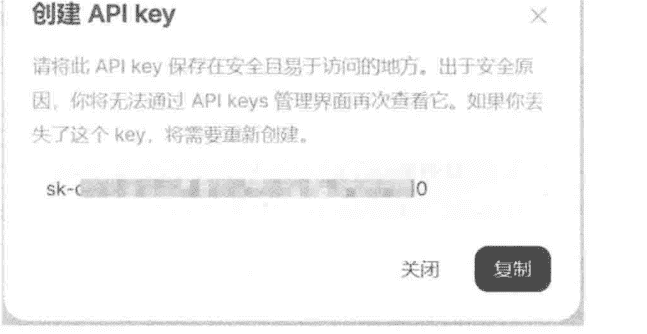 创建 API key
请将此 API key 保存在安全且易于访问的地方。出于安全原
因，你将无法通过 API keys 管理界面再次查看它。如果你丢
失了这个 key，将需要重新创建。
sk-
关闭 复制